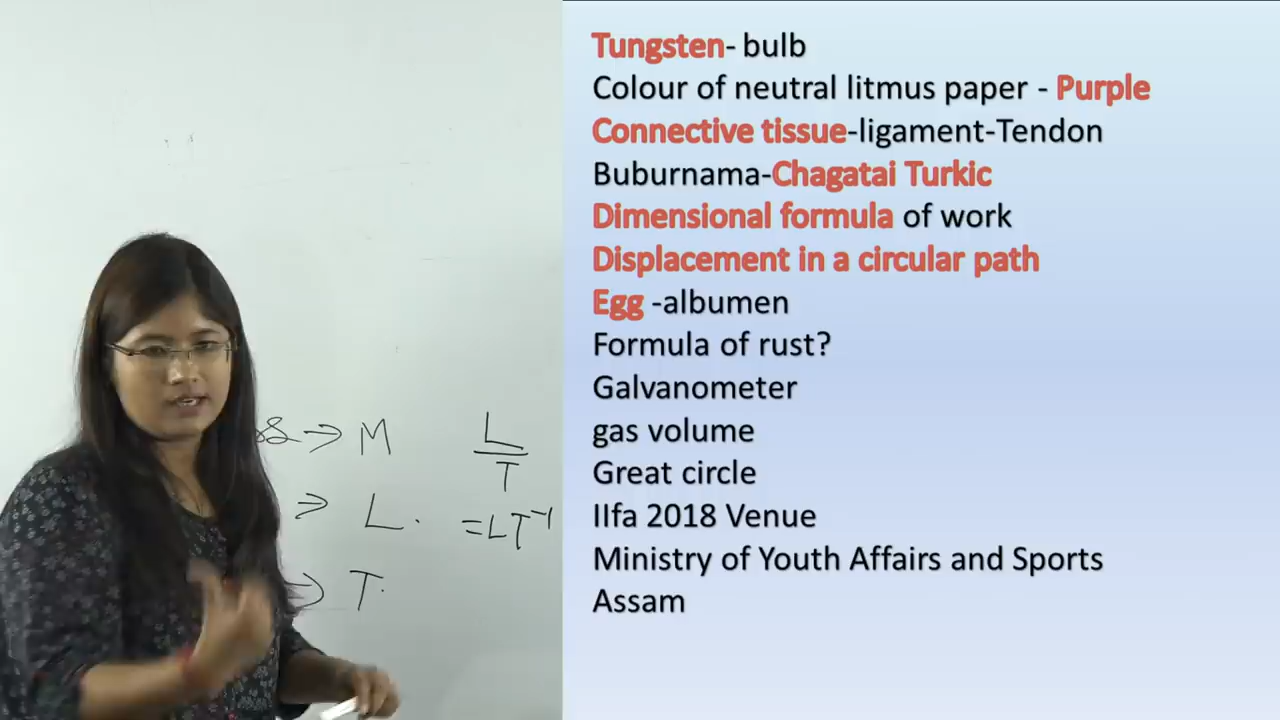 Tungsten- bulb
Colour of neutral litmus paper - Purple
Connective tissue-ligament-Tendon
Buburnama-Chagatai Turkic
Dimensional formula of work
Displacement in a circular path
Egg -albumen
Formula of rust?
Galvanometer
gas volume
Great circle
IIfa 2018 Venue
Ministry of Youth Affairs and Sports
Assam
→ M
→ L.
→ T.
L
T
=LT⁻¹